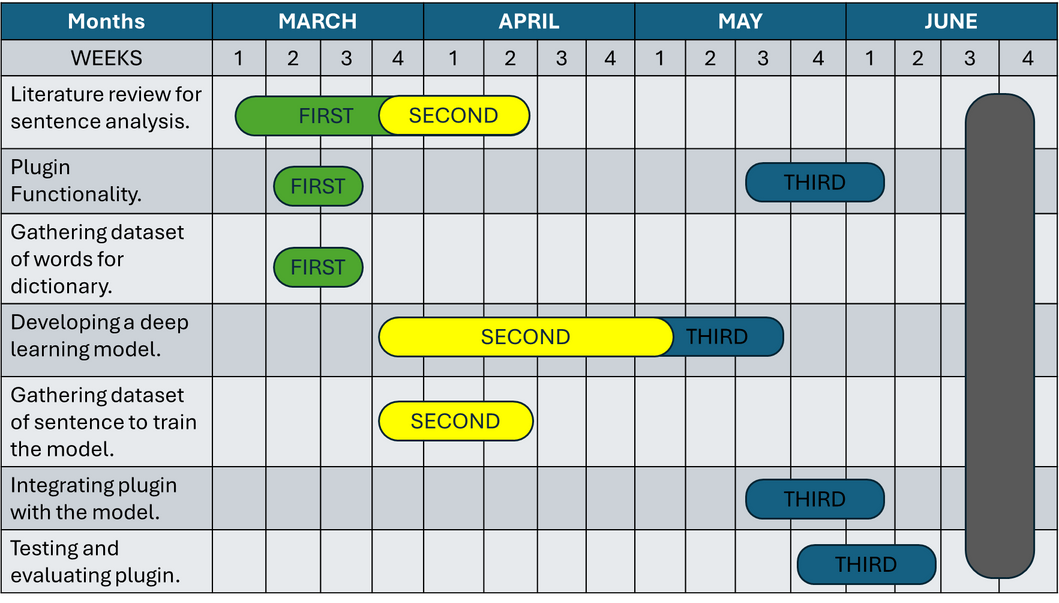 Months MARCH APRIL MAY JUNE
WEEKS 1 2 3 4 1 2 3 4 1 2 3 4 1 2 3 4
Literature review for
sentence analysis.
FIRST SECOND
Plugin
Functionality.
FIRST THIRD
Gathering dataset
of words for
dictionary.
FIRST
Developing a deep
learning model.
SECOND THIRD
Gathering dataset
of sentence to train
the model.
SECOND
Integrating plugin
with the model.
THIRD
Testing and
evaluating plugin.
THIRD